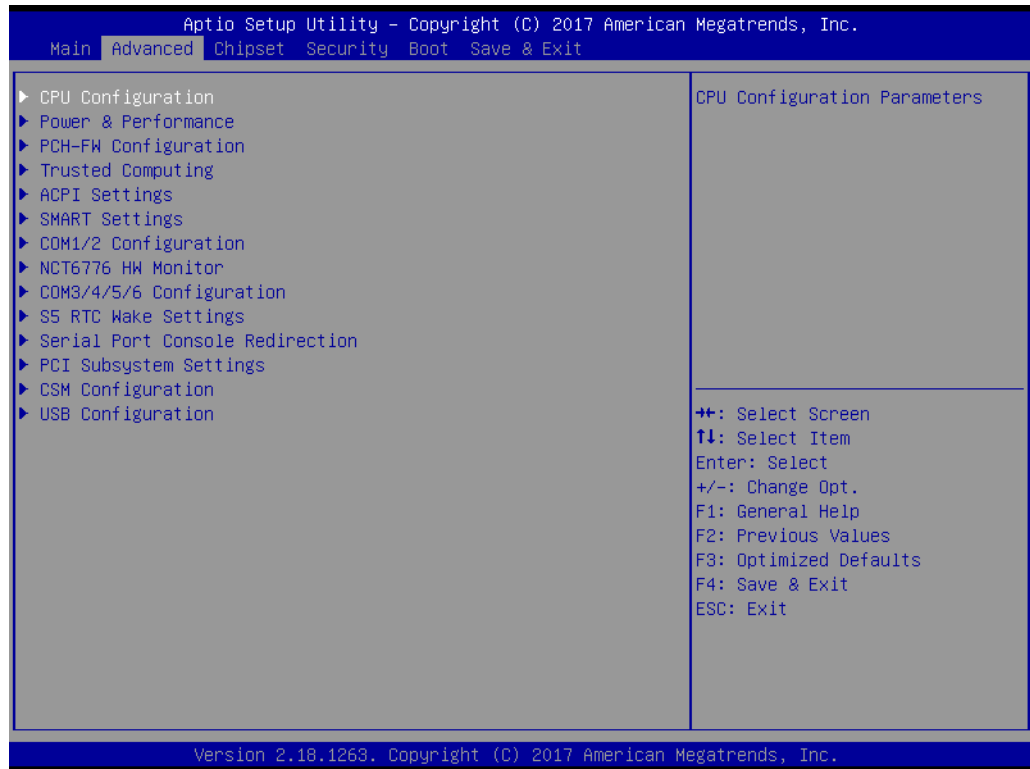 Aptio Setup Utility – Copyright (C) 2017 American Megatrends, Inc.
Main Advanced Chipset Security Boot Save & Exit
▶ CPU Configuration
▶ Power & Performance
▶ PCH-FW Configuration
▶ Trusted Computing
▶ ACPI Settings
▶ SMART Settings
▶ COM1/2 Configuration
▶ NCT6776 HW Monitor
▶ COM3/4/5/6 Configuration
▶ S5 RTC Wake Settings
▶ Serial Port Console Redirection
▶ PCI Subsystem Settings
▶ CSM Configuration
▶ USB Configuration
CPU Configuration Parameters
→←: Select Screen
↑↓: Select Item
Enter: Select
+/-: Change Opt.
F1: General Help
F2: Previous Values
F3: Optimized Defaults
F4: Save & Exit
ESC: Exit
Version 2.18.1263. Copyright (C) 2017 American Megatrends, Inc.